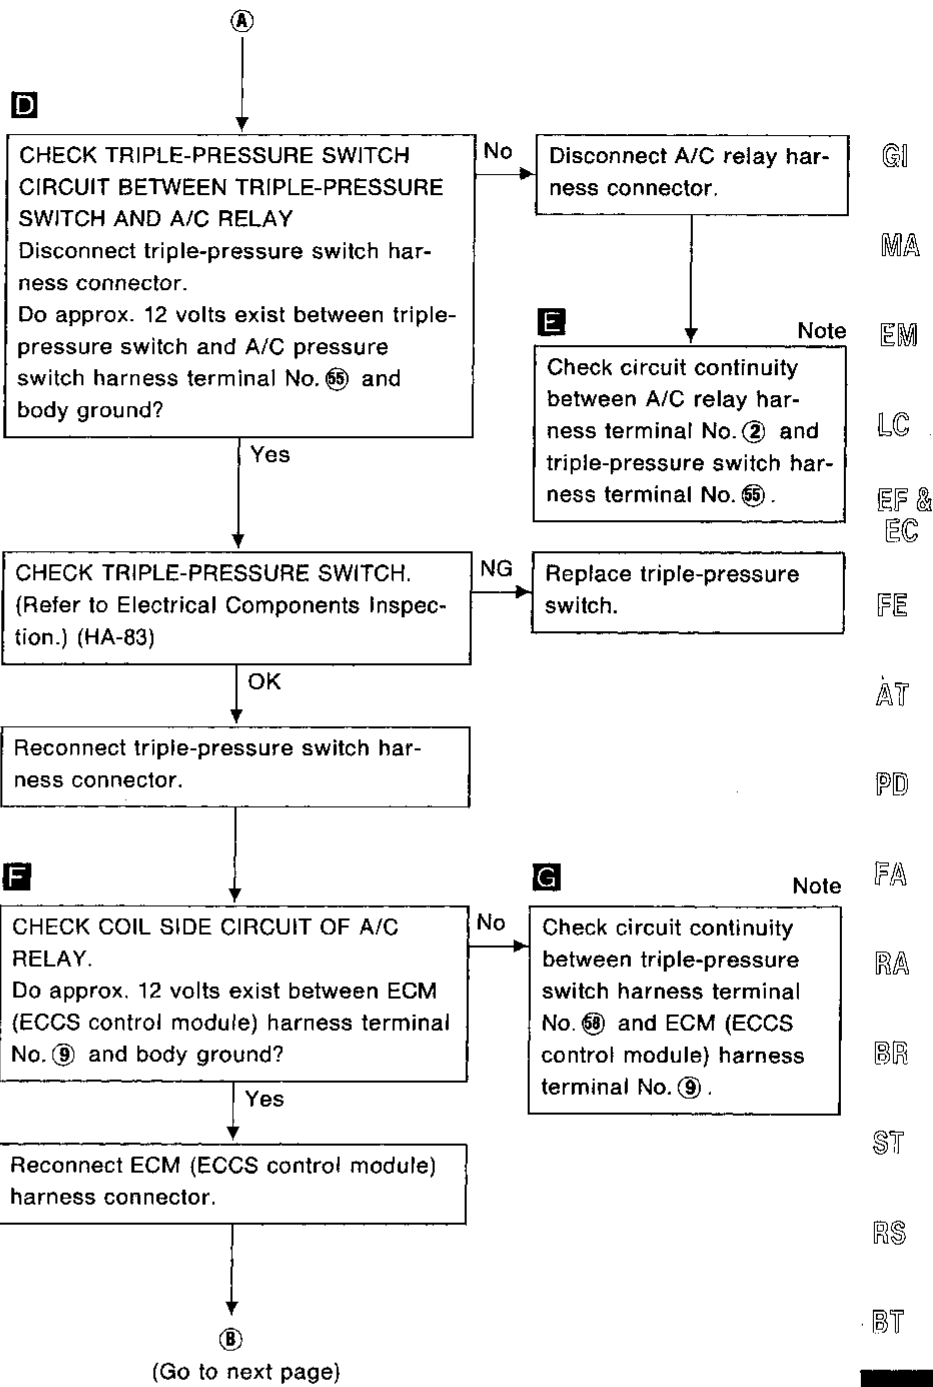 A
D
CHECK TRIPLE-PRESSURE SWITCH
CIRCUIT BETWEEN TRIPLE-PRESSURE
SWITCH AND A/C RELAY
Disconnect triple-pressure switch har-
ness connector.
Do approx. 12 volts exist between triple-
pressure switch and A/C pressure
switch harness terminal No. 55 and
body ground?
No
Disconnect A/C relay har-
ness connector.
E
Note
Check circuit continuity
between A/C relay har-
ness terminal No. 2 and
triple-pressure switch har-
ness terminal No. 55 .
Yes
CHECK TRIPLE-PRESSURE SWITCH.
(Refer to Electrical Components Inspec-
tion.) (HA-83)
NG
Replace triple-pressure
switch.
OK
Reconnect triple-pressure switch har-
ness connector.
F
CHECK COIL SIDE CIRCUIT OF A/C
RELAY.
Do approx. 12 volts exist between ECM
(ECCS control module) harness terminal
No. 9 and body ground?
No
G
Note
Check circuit continuity
between triple-pressure
switch harness terminal
No. 58 and ECM (ECCS
control module) harness
terminal No. 9 .
Yes
Reconnect ECM (ECCS control module)
harness connector.
B
(Go to next page)
GI
MA
EM
LC
EF &
EC
FE
AT
PD
FA
RA
BR
ST
RS
BT